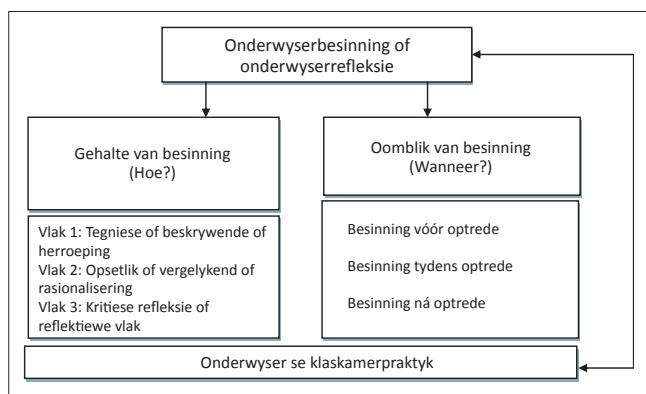 Onderwyserbesinning of
onderwyserrefleksie
Gehalte van besinning
(Hoe?)
Oomblik van besinning
(Wanneer?)
Vlak 1: Tegniese of beskrywende of
herroeping
Vlak 2: Opsetlik of vergelykend of
rasionalisering
Vlak 3: Kritiese refleksie of
reflektiewe vlak
Besinning vóór optrede
Besinning tydens optrede
Besinning ná optrede
Onderwyser se klaskamerpraktyk